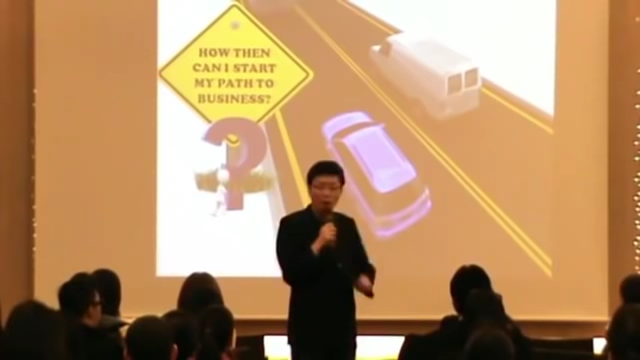 HOW THEN
CAN I START
MY PATH TO
BUSINESS?
?